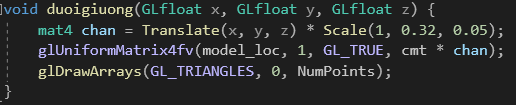 void duoigiuong(GLfloat x, GLfloat y, GLfloat z) {
mat4 chan = Translate(x, y, z) * Scale(1, 0.32, 0.05);
glUniformMatrix4fv(model_loc, 1, GL_TRUE, cmt * chan);
glDrawArrays(GL_TRIANGLES, 0, NumPoints);
}